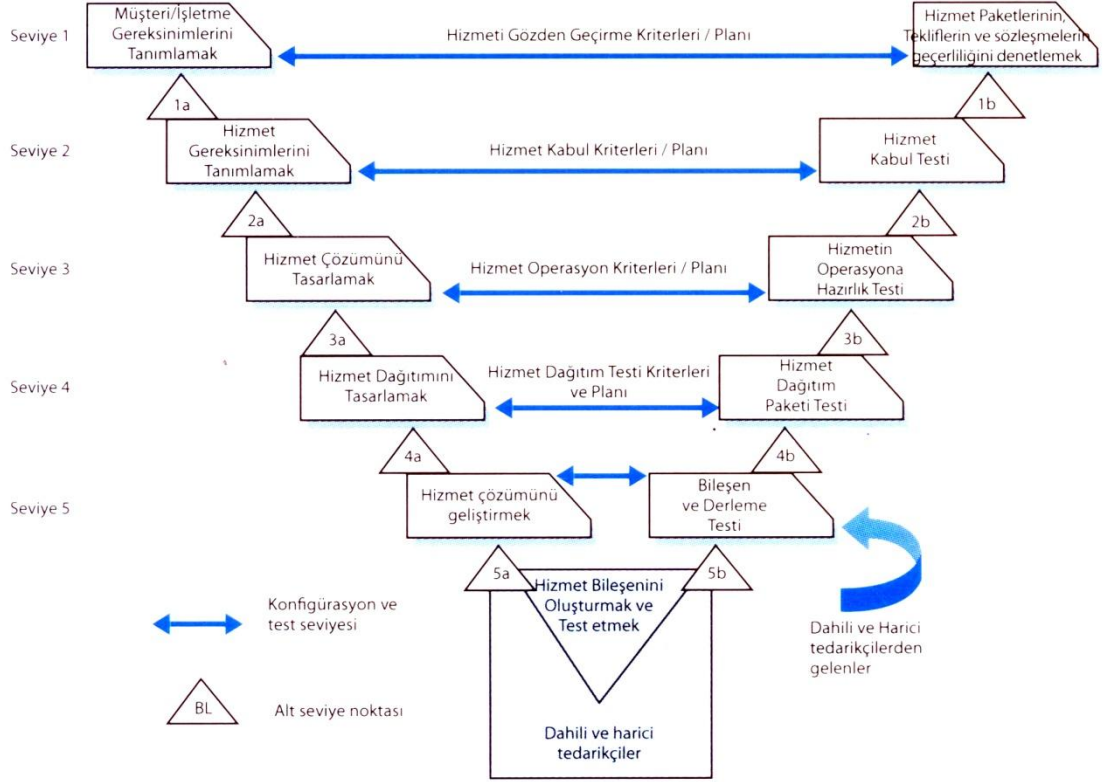 Seviye 1
Müşteri/İşletme
Gereksinimlerini
Tanımlamak
Hizmeti Gözden Geçirme Kriterleri / Planı
Hizmet Paketlerinin,
Tekliflerin ve sözleşmelerin
geçerliliğini denetlemek
1a
1b
Seviye 2
Hizmet
Gereksinimlerini
Tanımlamak
Hizmet Kabul Kriterleri / Planı
Hizmet
Kabul Testi
2a
2b
Seviye 3
Hizmet Çözümünü
Tasarlamak
Hizmet Operasyon Kriterleri / Planı
Hizmetin
Operasyona
Hazırlık Testi
3a
3b
Seviye 4
Hizmet Dağıtımını
Tasarlamak
Hizmet Dağıtım Testi Kriterleri
ve Planı
Hizmet
Dağıtım
Paketi Testi
4a
4b
Seviye 5
Hizmet çözümünü
geliştirmek
Bileşen
ve Derleme
Testi
5a
5b
Hizmet Bileşenini
Oluşturmak ve
Test etmek
Dahili ve harici
tedarikçiler
Dahili ve Harici
tedarikçilerden
gelenler
Konfigürasyon ve
test seviyesi
BL
Alt seviye noktası